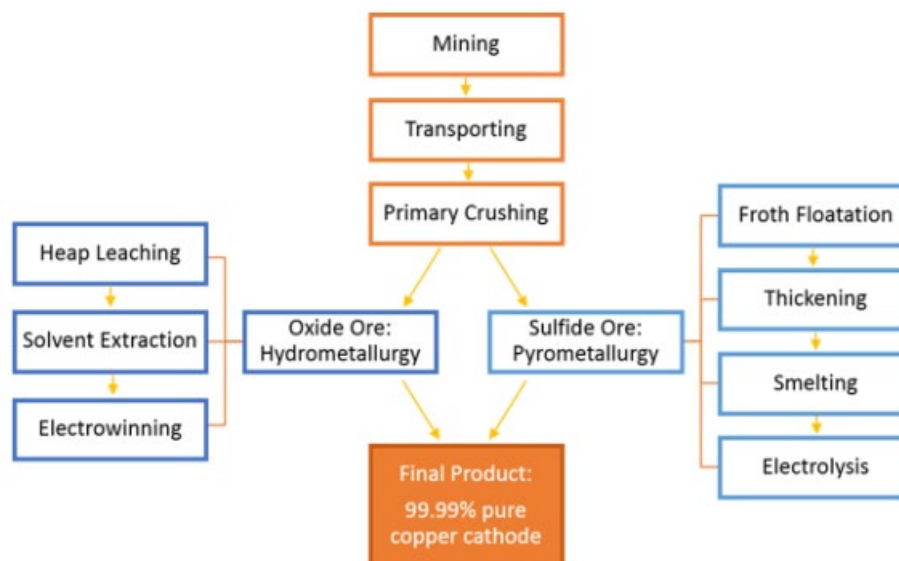 Mining
Transporting
Primary Crushing
Heap Leaching
Solvent Extraction
Electrowinning
Oxide Ore:
Hydrometallurgy
Sulfide Ore:
Pyrometallurgy
Froth Floatation
Thickening
Smelting
Electrolysis
Final Product:
99.99% pure
copper cathode